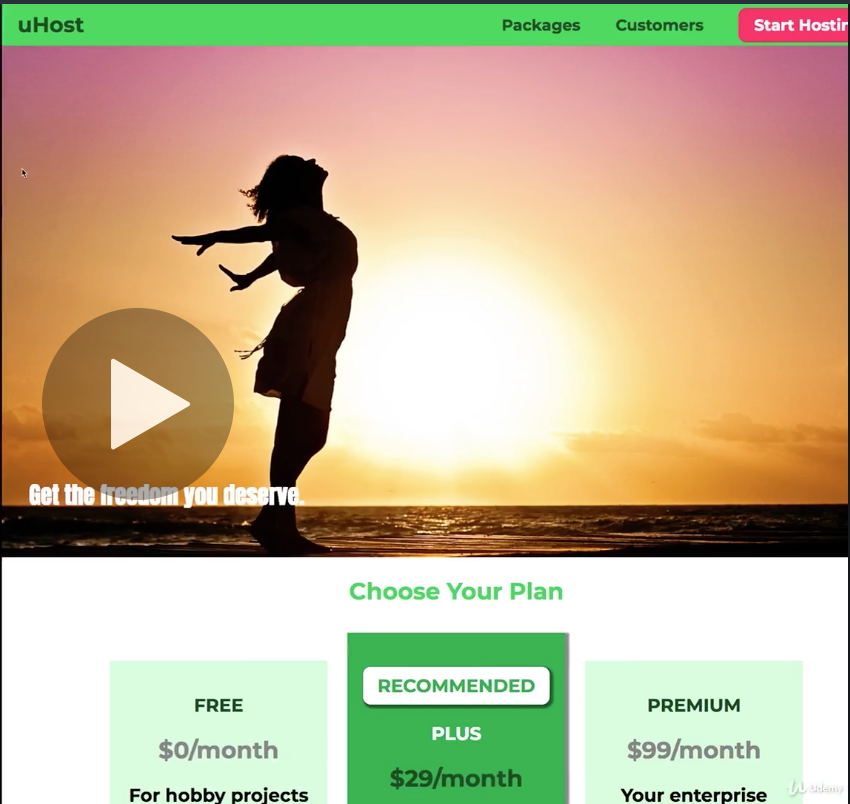 uHost
Packages
Customers
Start Hostin
Get the freedom you deserve.
Choose Your Plan
FREE
$0/month
For hobby projects
RECOMMENDED
PLUS
$29/month
PREMIUM
$99/month
Your enterprise
Udemy